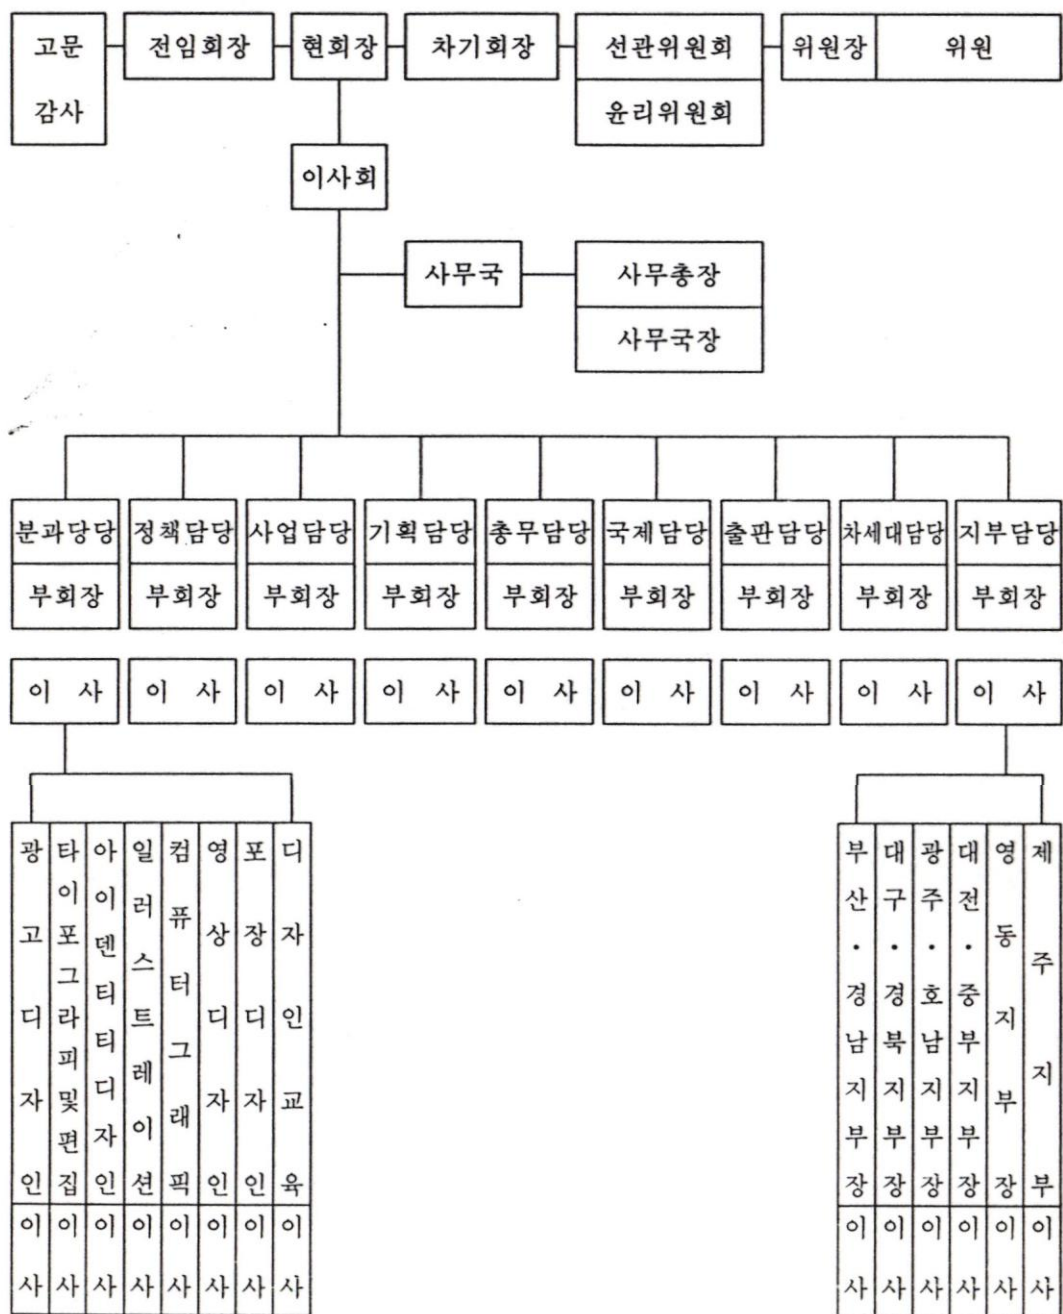 고문 전임회장 현회장 차기회장 선관위원회 위원장 위원
감사 윤리위원회
이사회
사무국 사무총장
사무국장
분과당당 정책담당 사업담당 기획담당 총무담당 국제담당 출판담당 차세대담당 지부담당
부회장 부회장 부회장 부회장 부회장 부회장 부회장 부회장 부회장
이 사 이 사 이 사 이 사 이 사 이 사 이 사 이 사 이 사
광고디자인 이사
타이포그라피및편집 이사
아이덴티티디자인 이사
일러스트레이션 이사
컴퓨터그래픽 이사
영상디자인 이사
포장디자인 이사
디자인교육 이사
부산·경남지부장 이사
대구·경북지부장 이사
광주·호남지부장 이사
대전·중부지부장 이사
영동지부장 이사
제주지부 이사